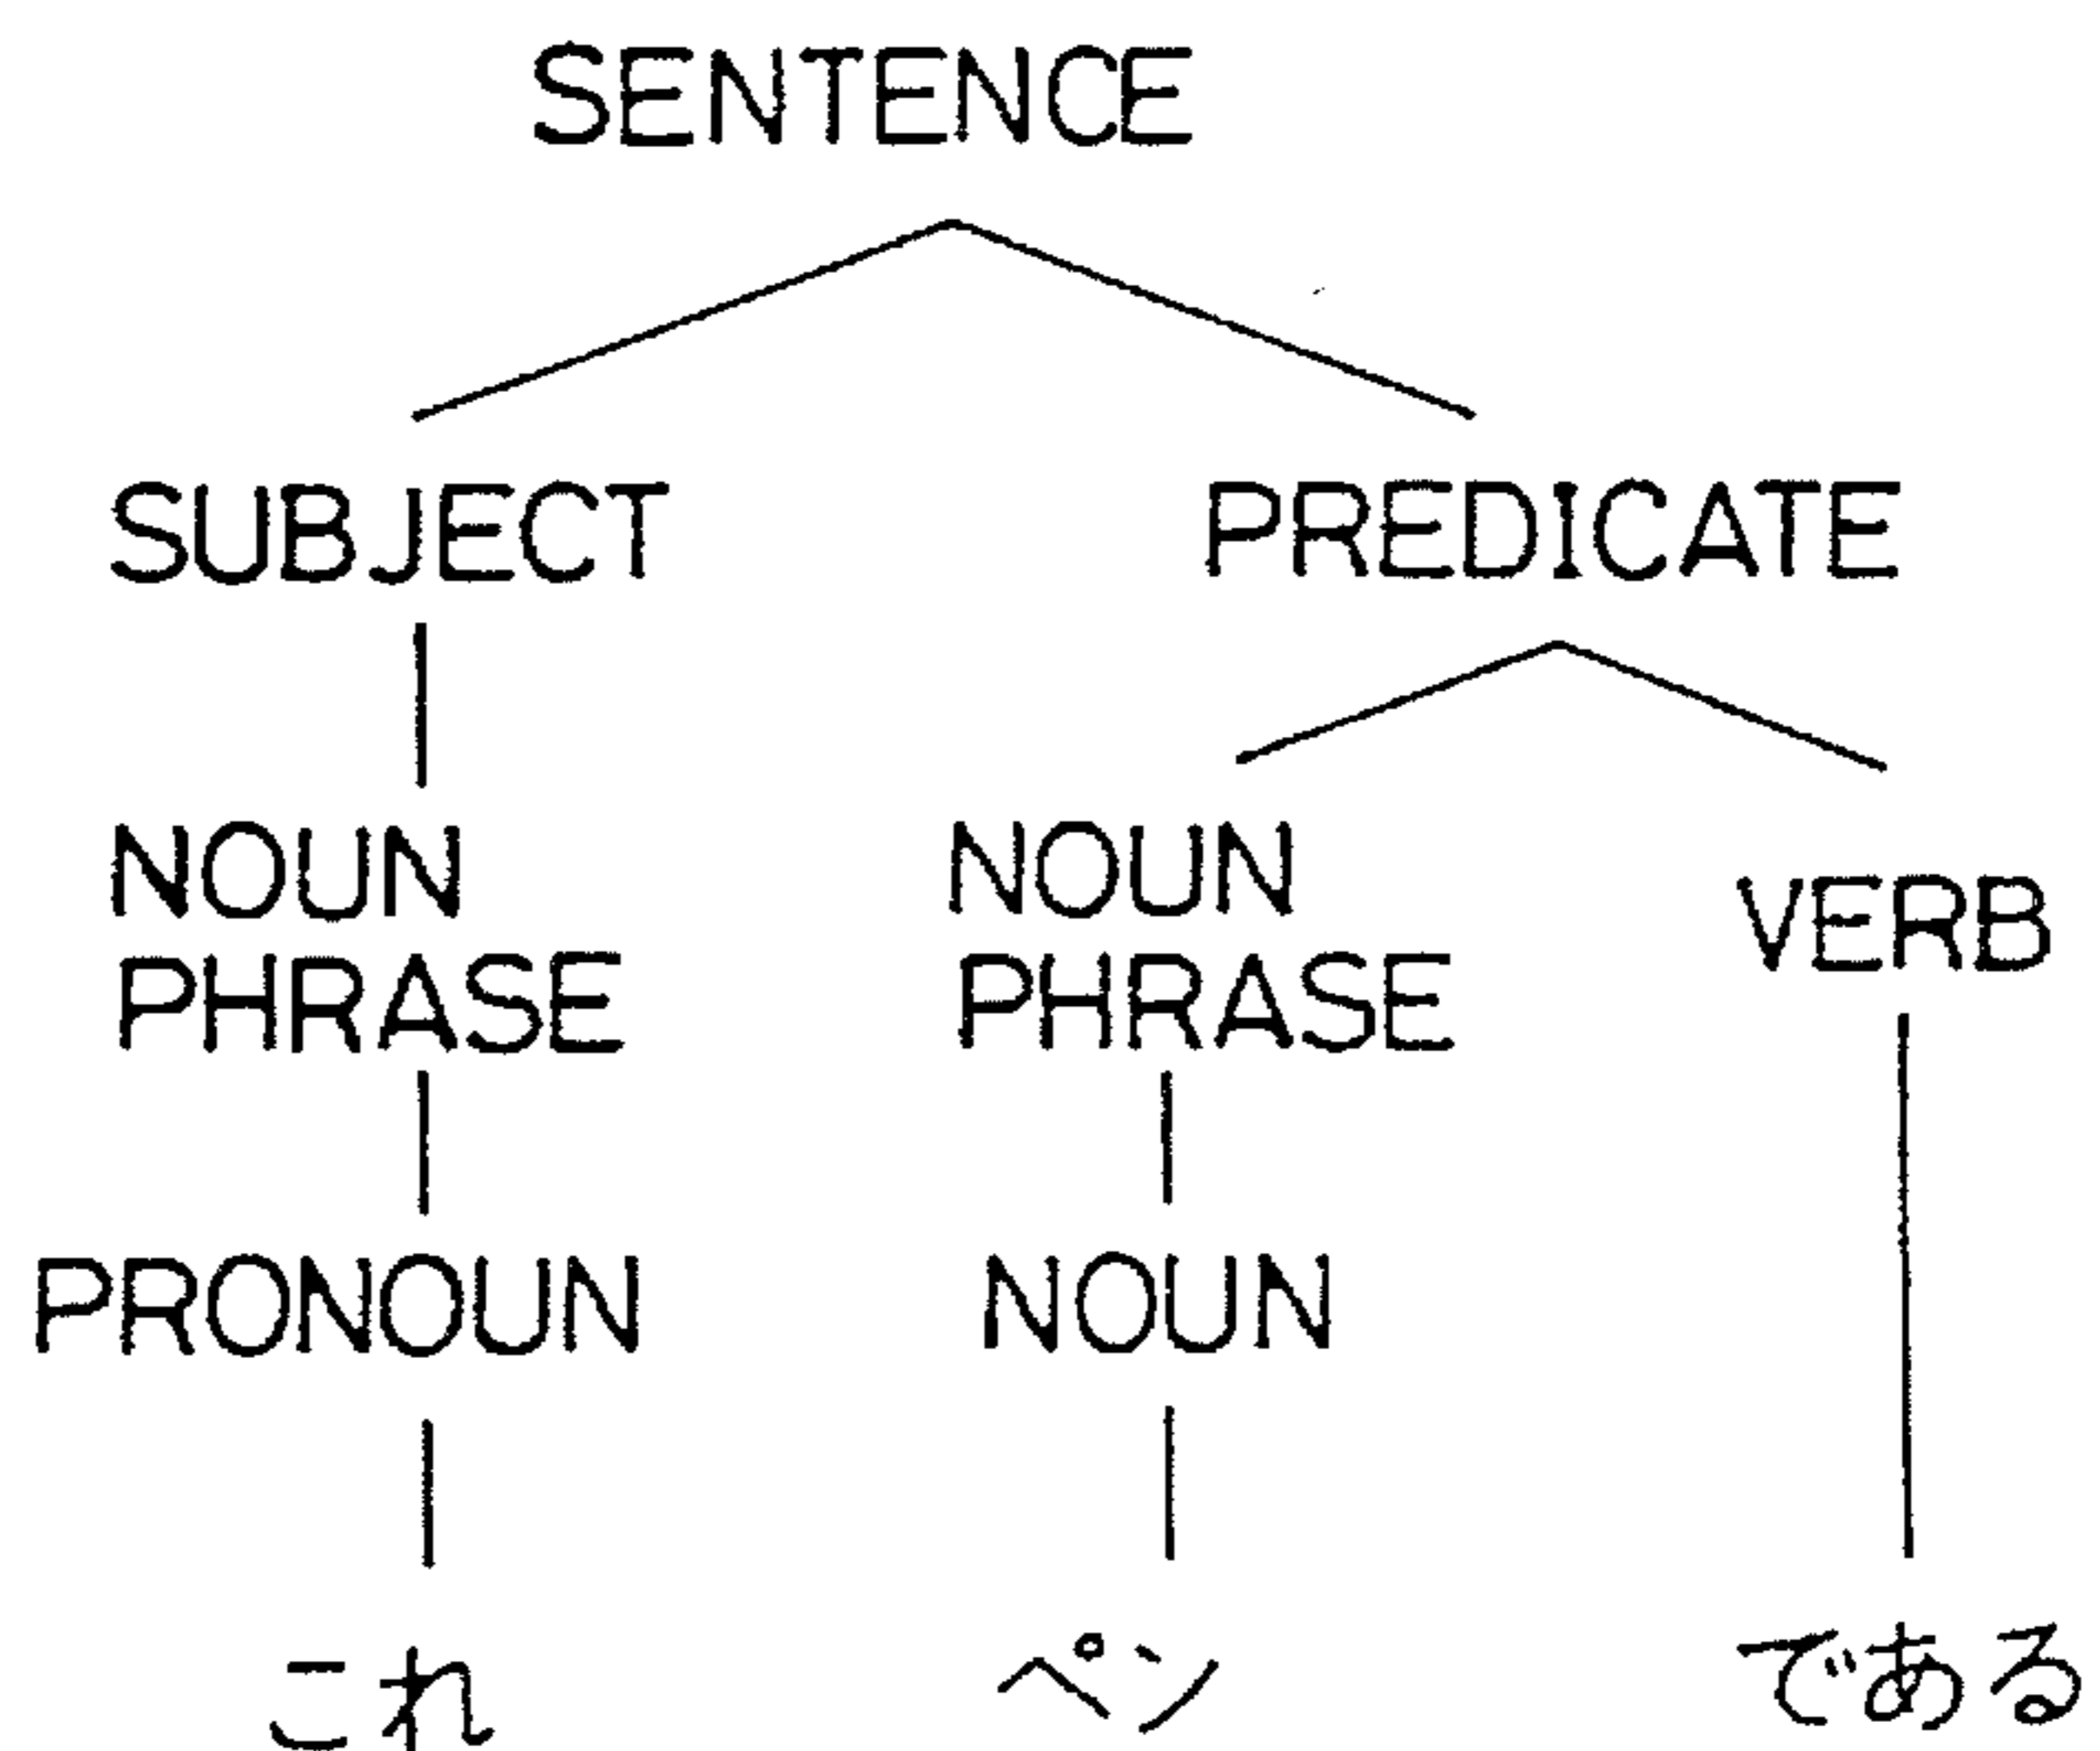 SENTENCE
SUBJECT PREDICATE
NOUN PHRASE NOUN PHRASE VERB
PRONOUN NOUN
これ ペン である